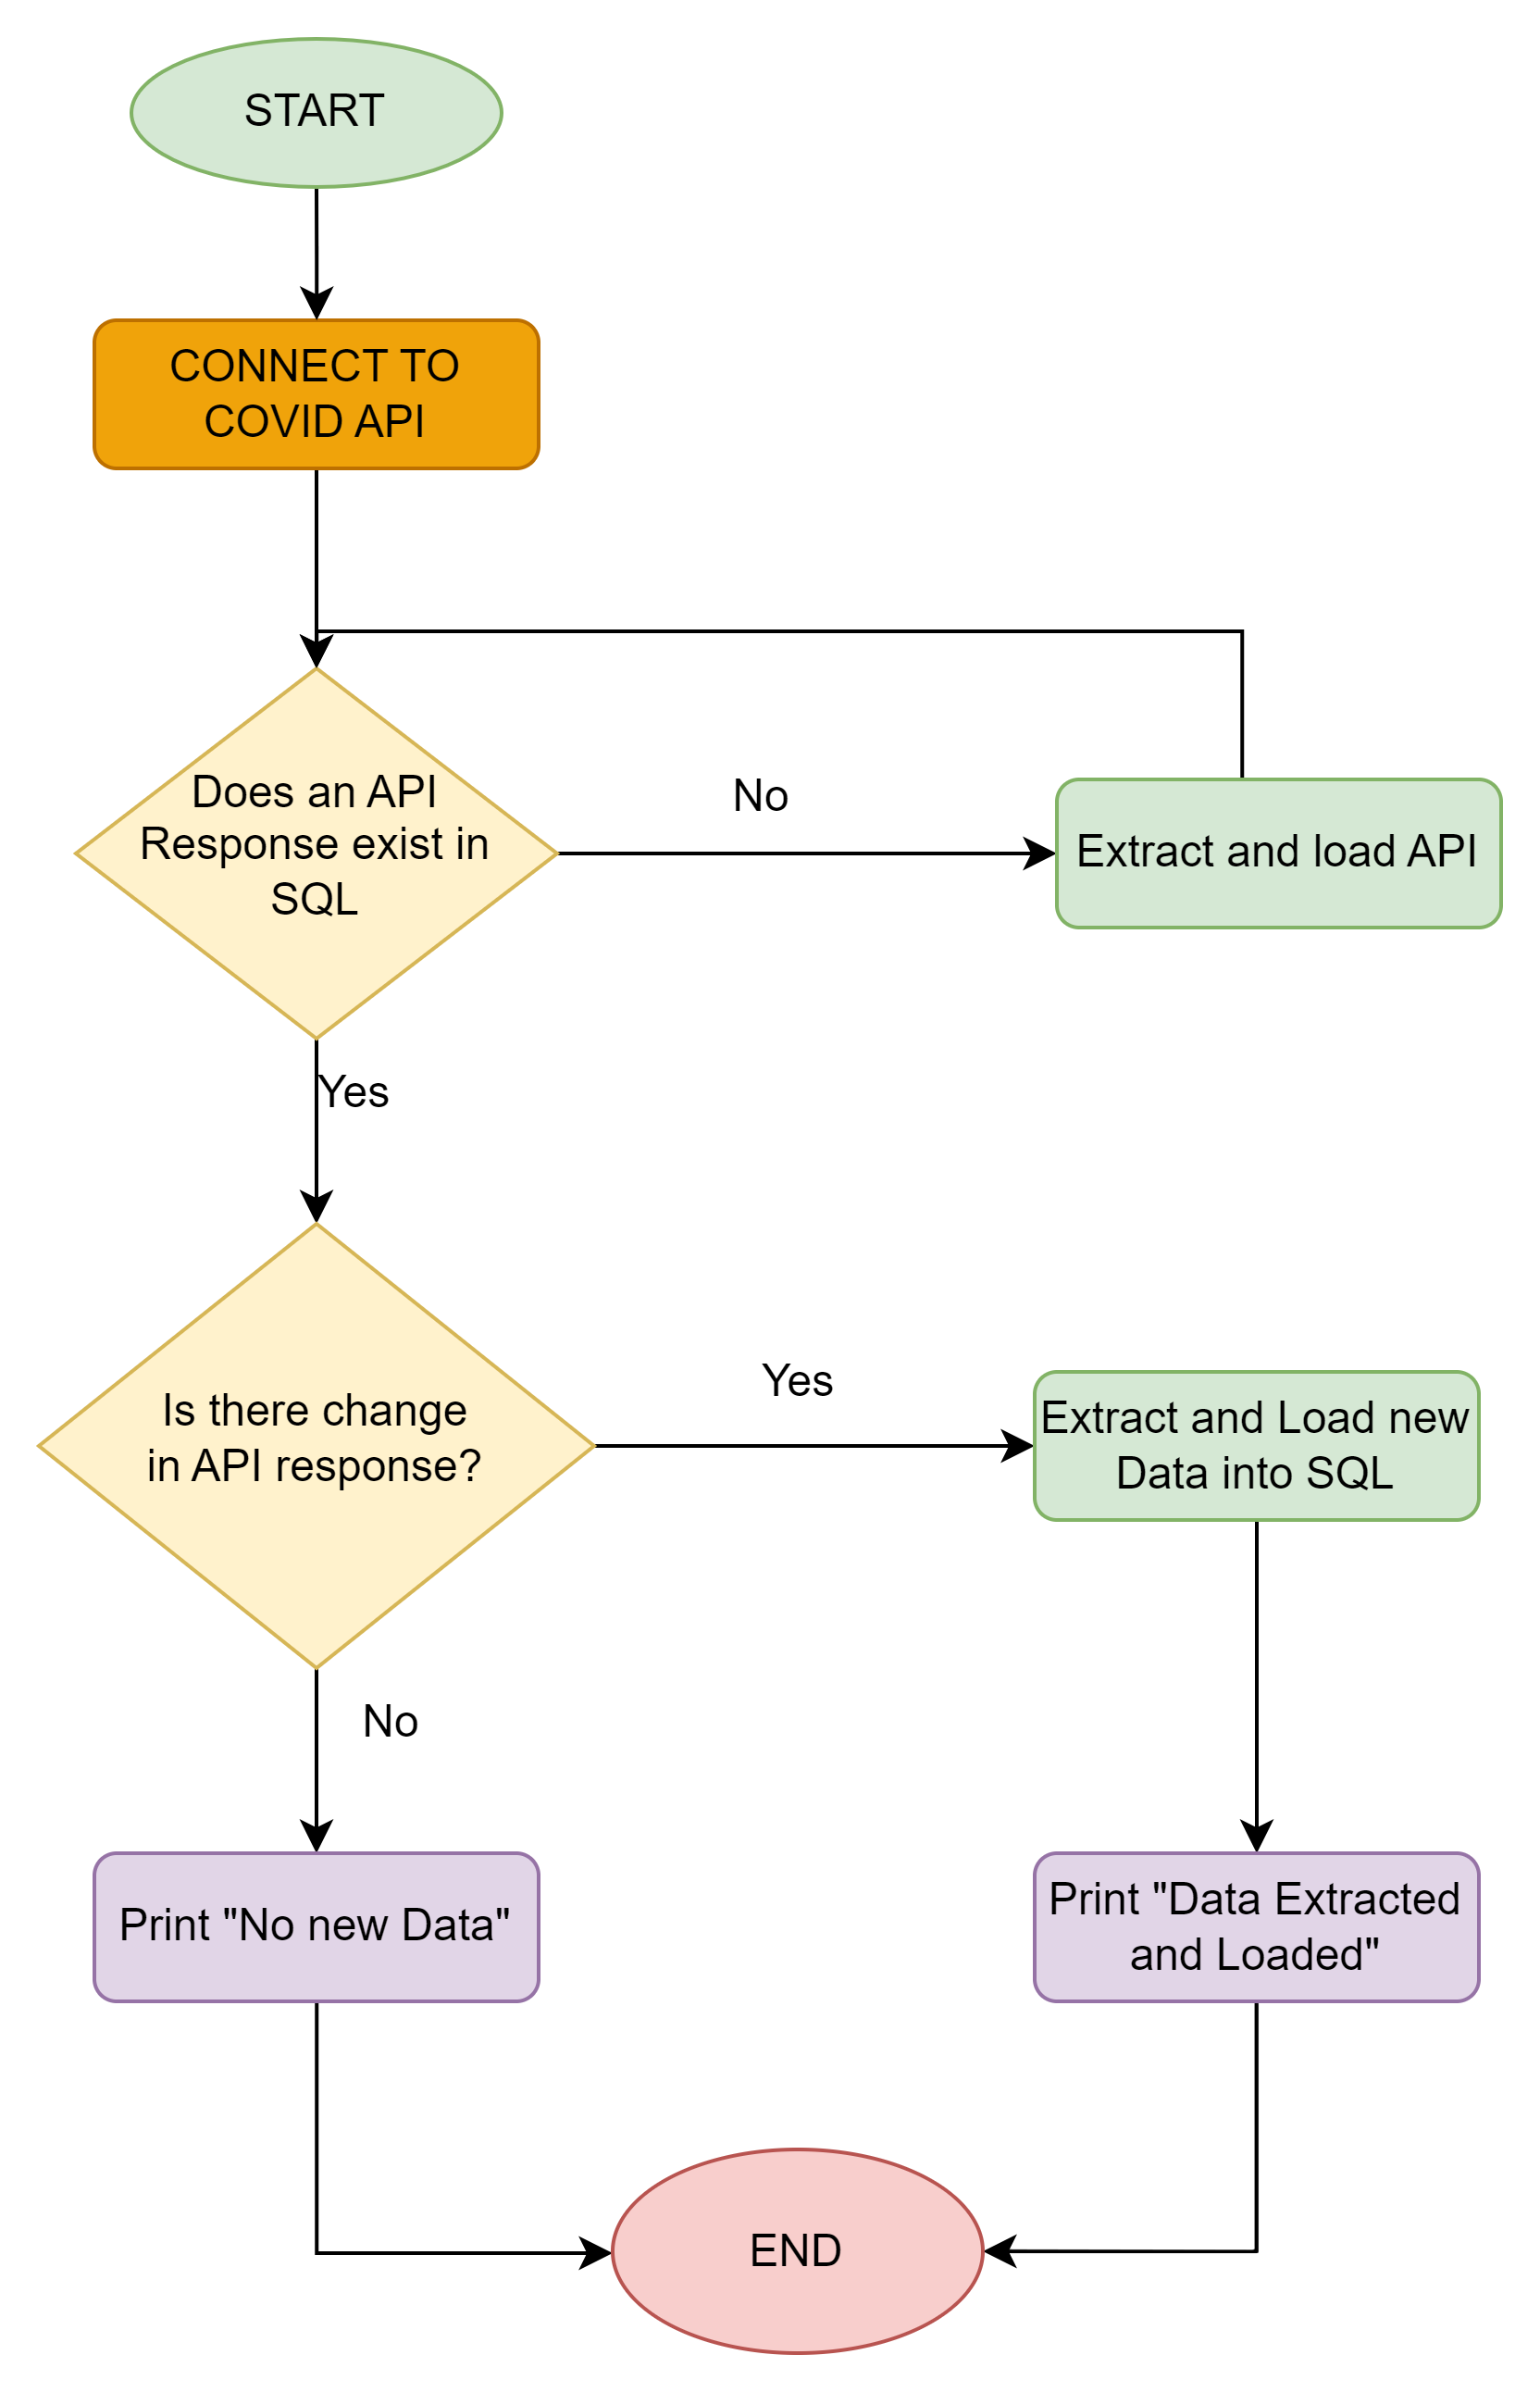 START
CONNECT TO
COVID API
Does an API
Response exist in
SQL
No
Extract and load API
Yes
Is there change
in API response?
Yes
Extract and Load new
Data into SQL
No
Print "No new Data"
Print "Data Extracted
and Loaded"
END